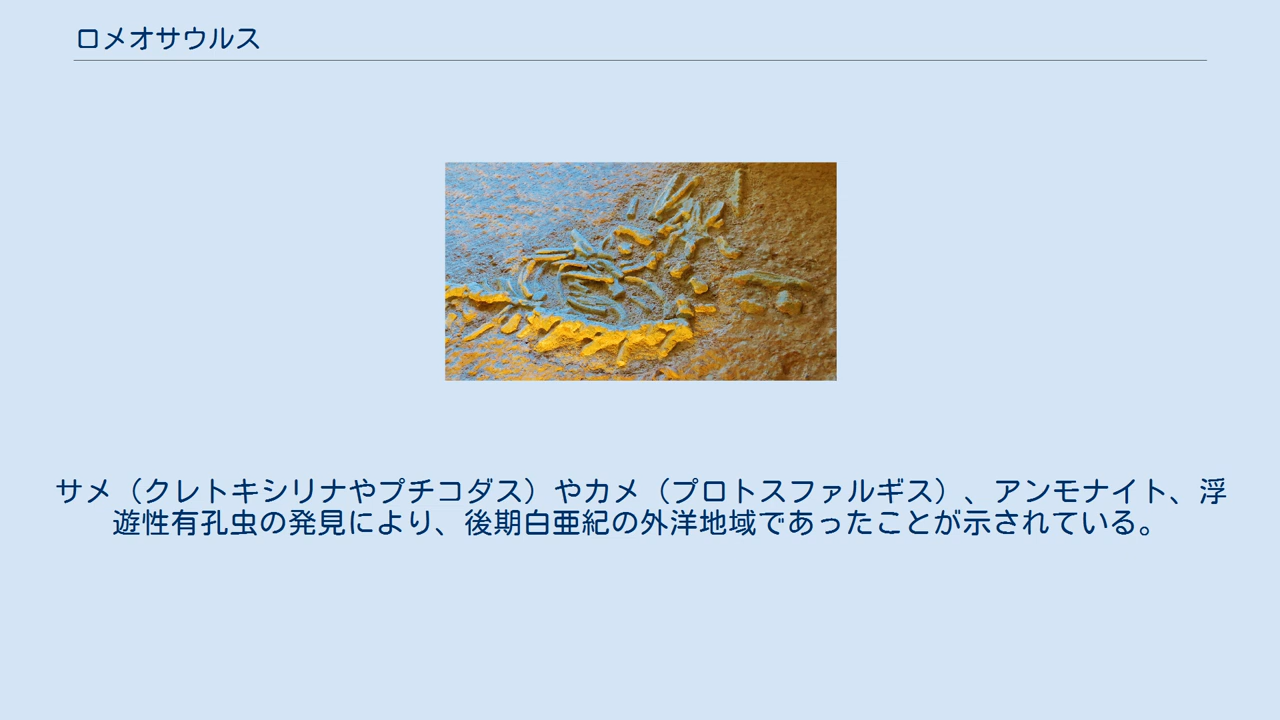 ロメオサウルス
サメ（クレトキシリナやプチコダス）やカメ（プロトスファルギス）、アンモナイト、浮
遊性有孔虫の発見により、後期白亜紀の外洋地域であったことが示されている。